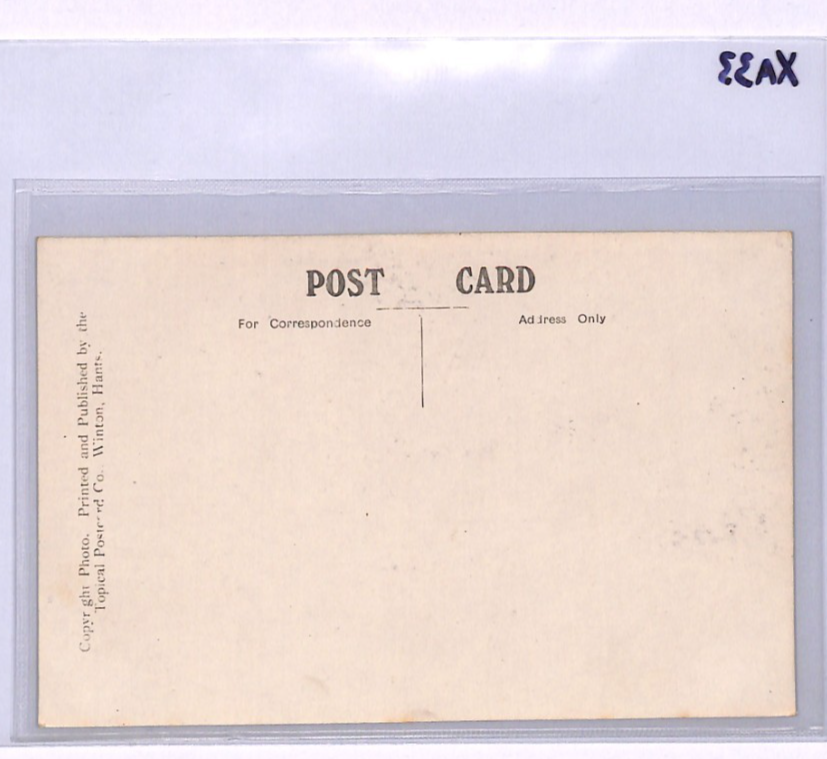 XA33
POST CARD
For Correspondence
Address Only
Copyright Photo. Printed and Published by the
Topical Postcard Co. Winton, Hants.